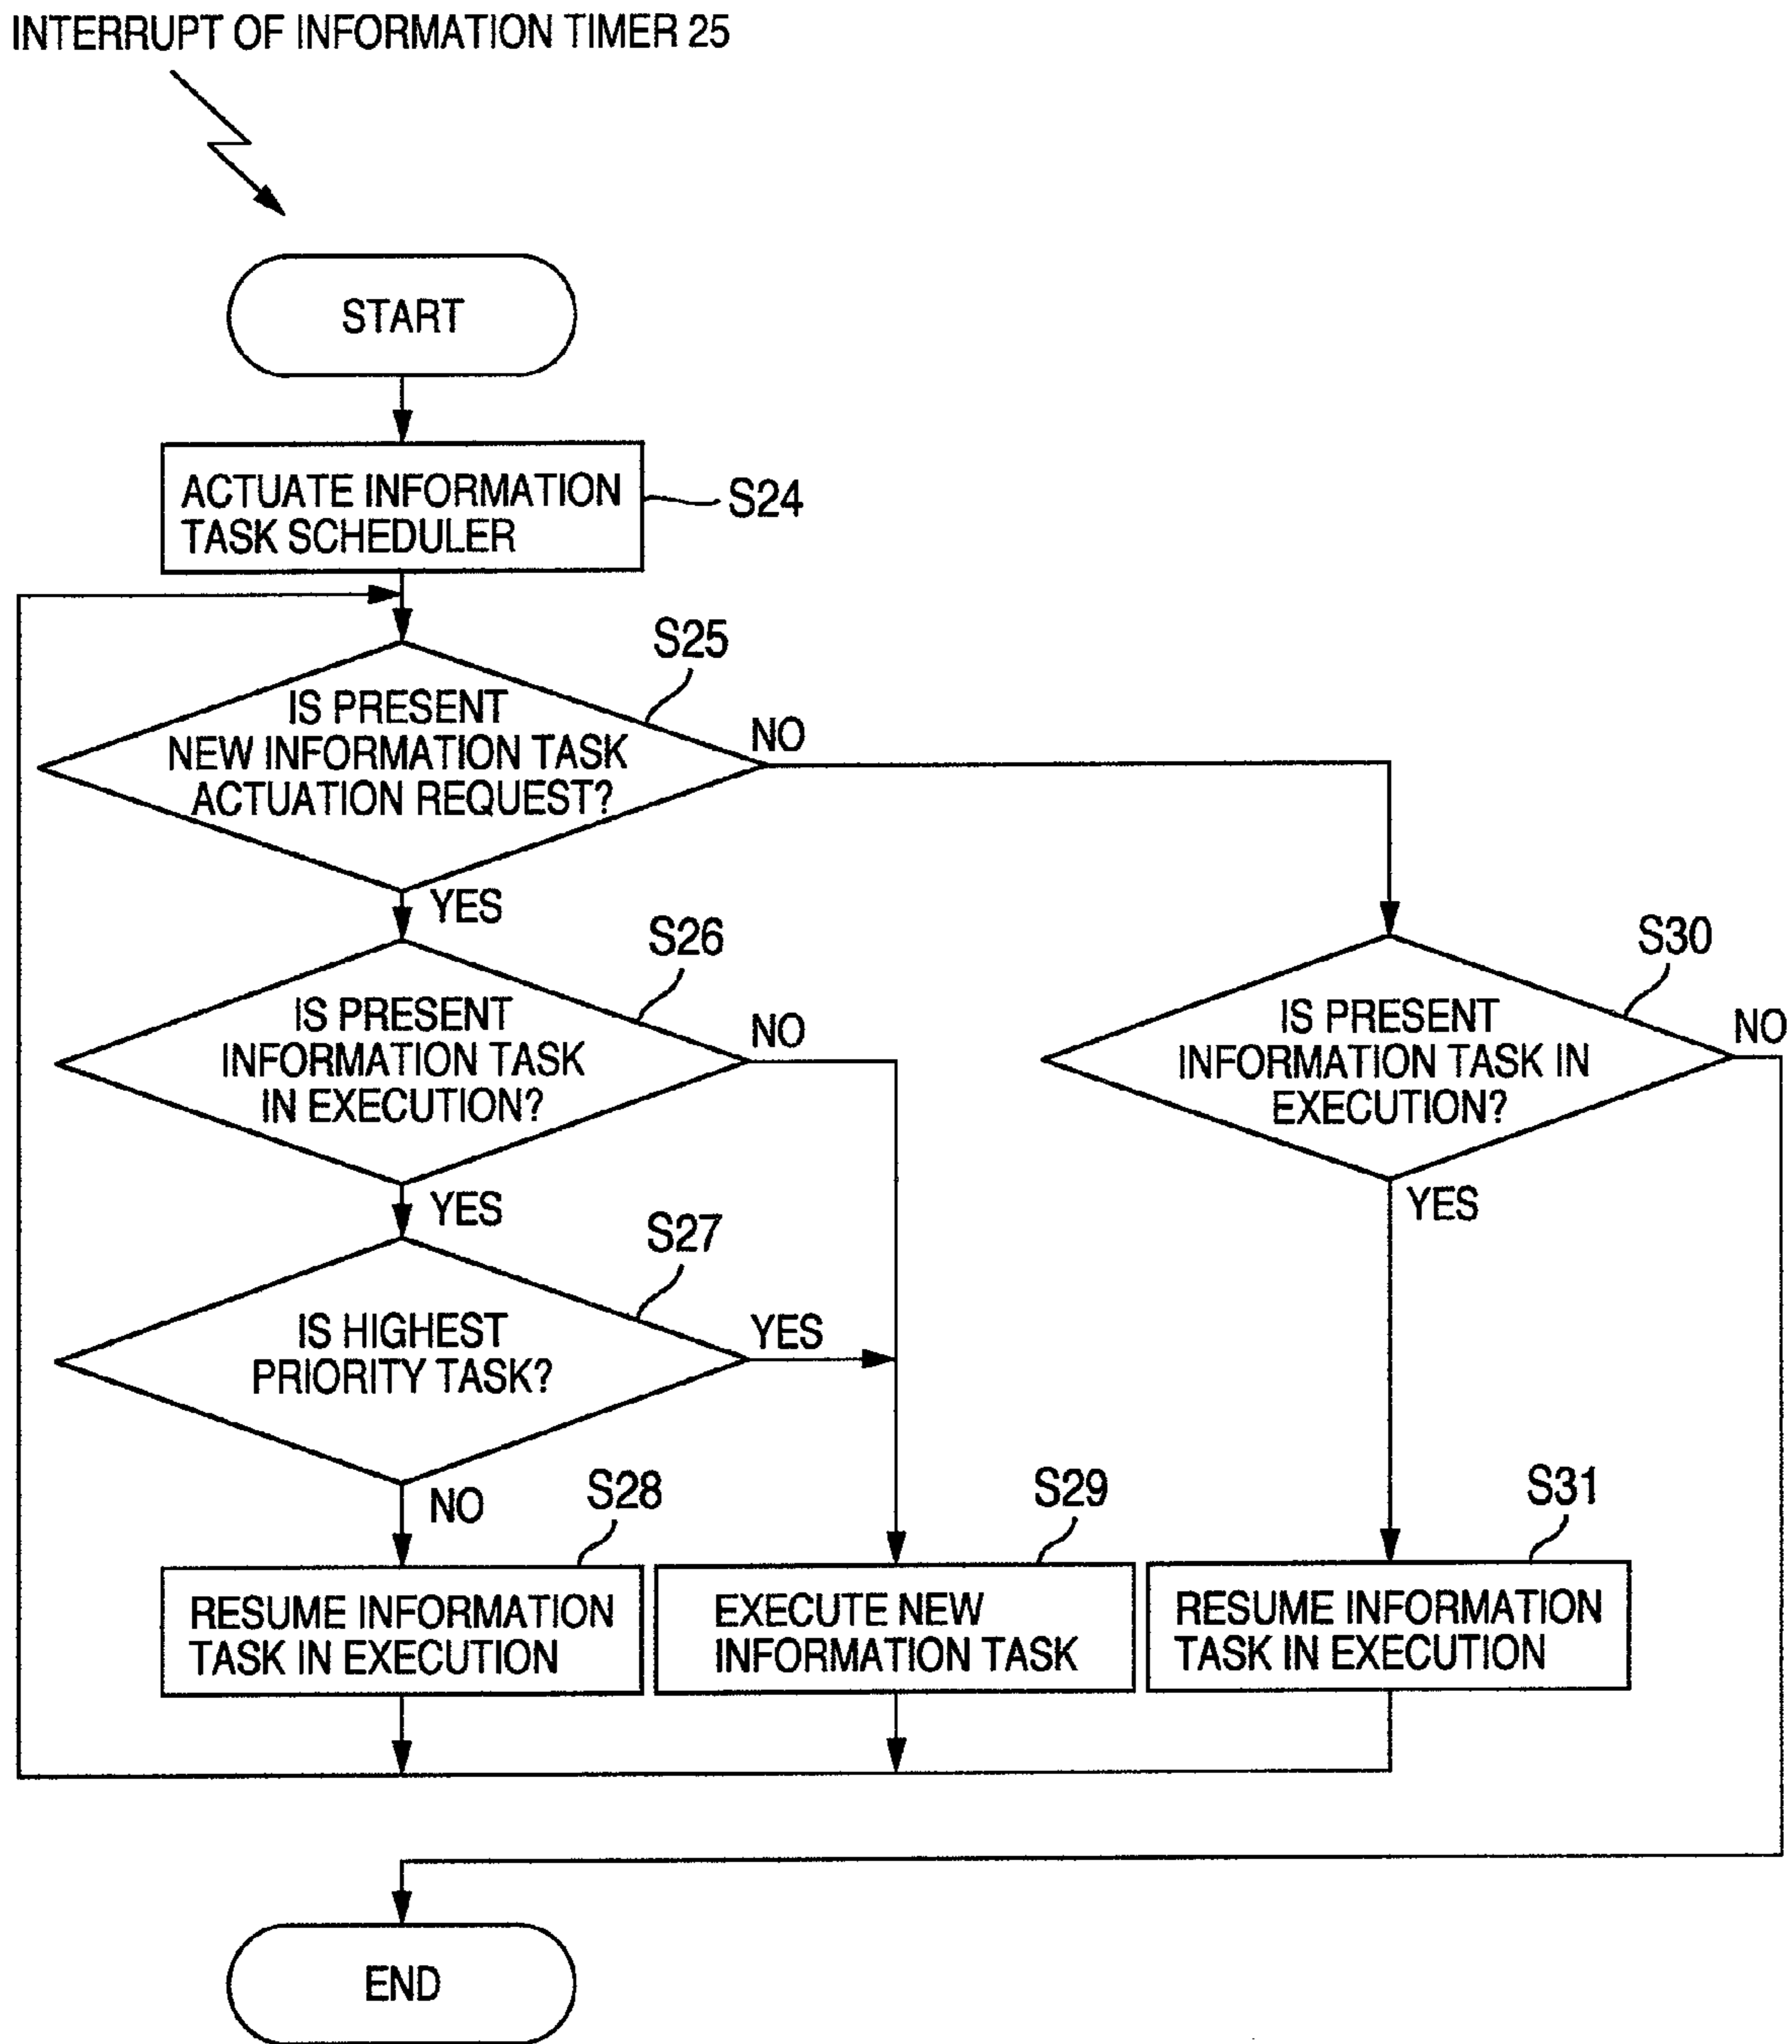 INTERRUPT OF INFORMATION TIMER 25
START
ACTUATE INFORMATION
TASK SCHEDULER
S24
S25
IS PRESENT
NEW INFORMATION TASK
ACTUATION REQUEST?
NO
YES
S26
IS PRESENT
INFORMATION TASK
IN EXECUTION?
NO
YES
S30
IS PRESENT
INFORMATION TASK IN
EXECUTION?
NO
YES
S27
IS HIGHEST
PRIORITY TASK?
YES
NO
S28
RESUME INFORMATION
TASK IN EXECUTION
S29
EXECUTE NEW
INFORMATION TASK
S31
RESUME INFORMATION
TASK IN EXECUTION
END